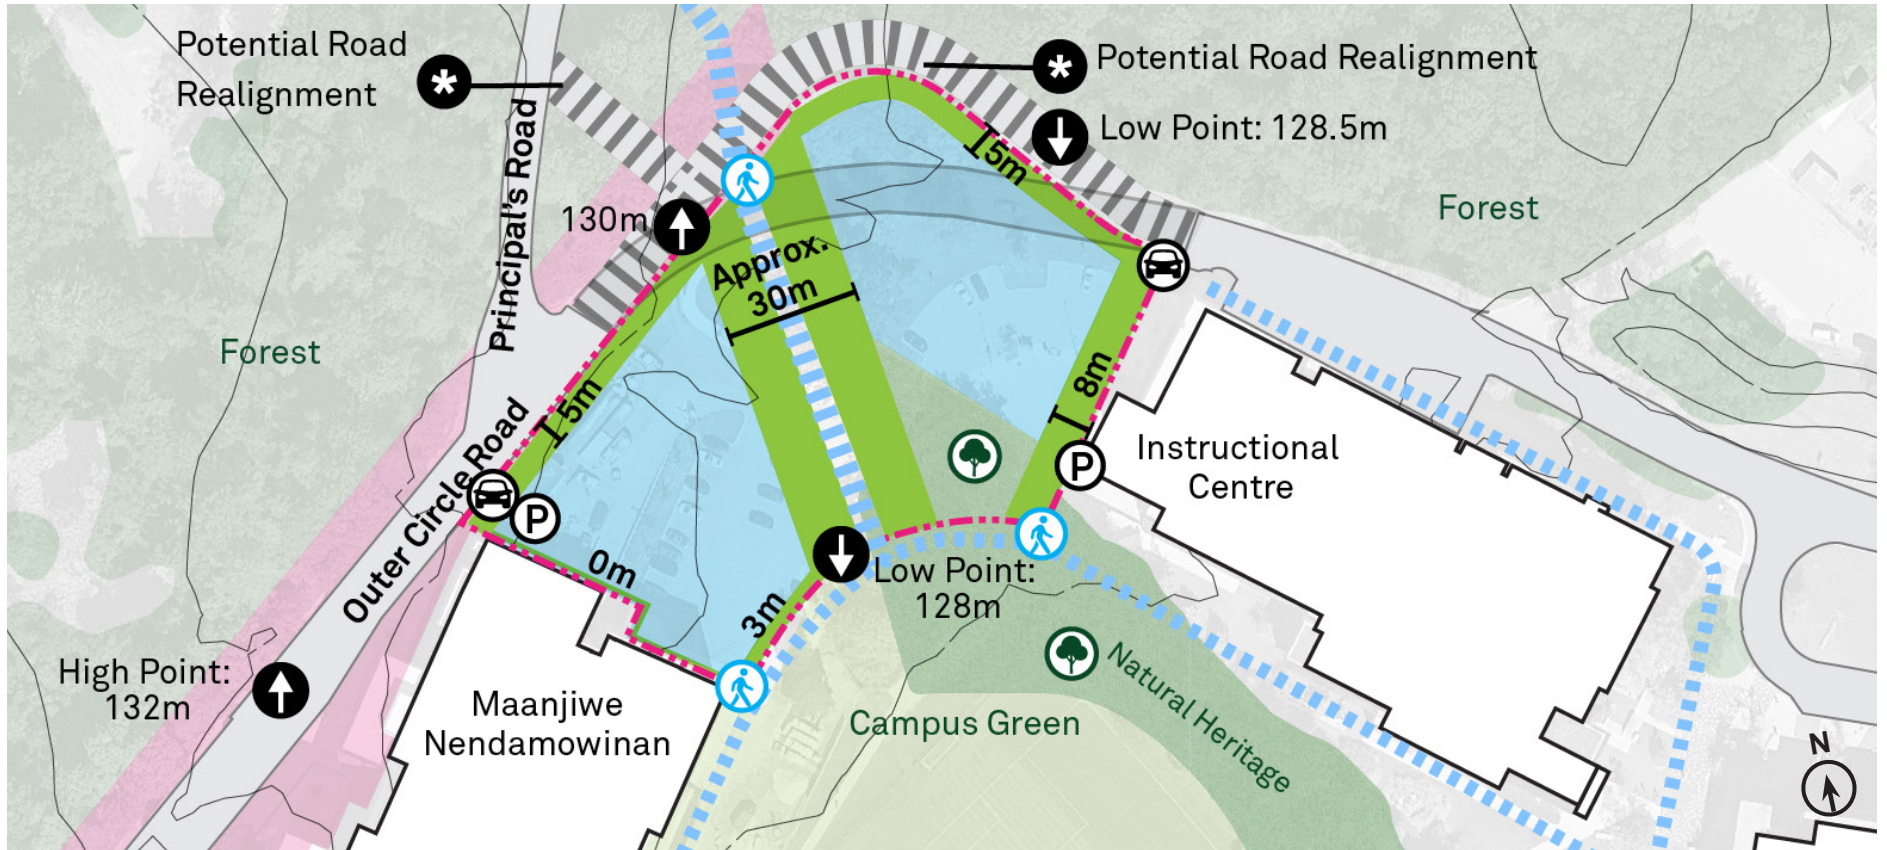 Potential Road
Realignment
*
*
Potential Road Realignment
Low Point: 128.5m
Principal's Road
130m
5m
Forest
Approx.
30m
Forest
5m
8m
Instructional
Centre
P
P
Outer Circle Road
0m
3m
Low Point:
128m
High Point:
132m
Maanjiwe
Nendamowinan
Campus Green
Natural Heritage
N